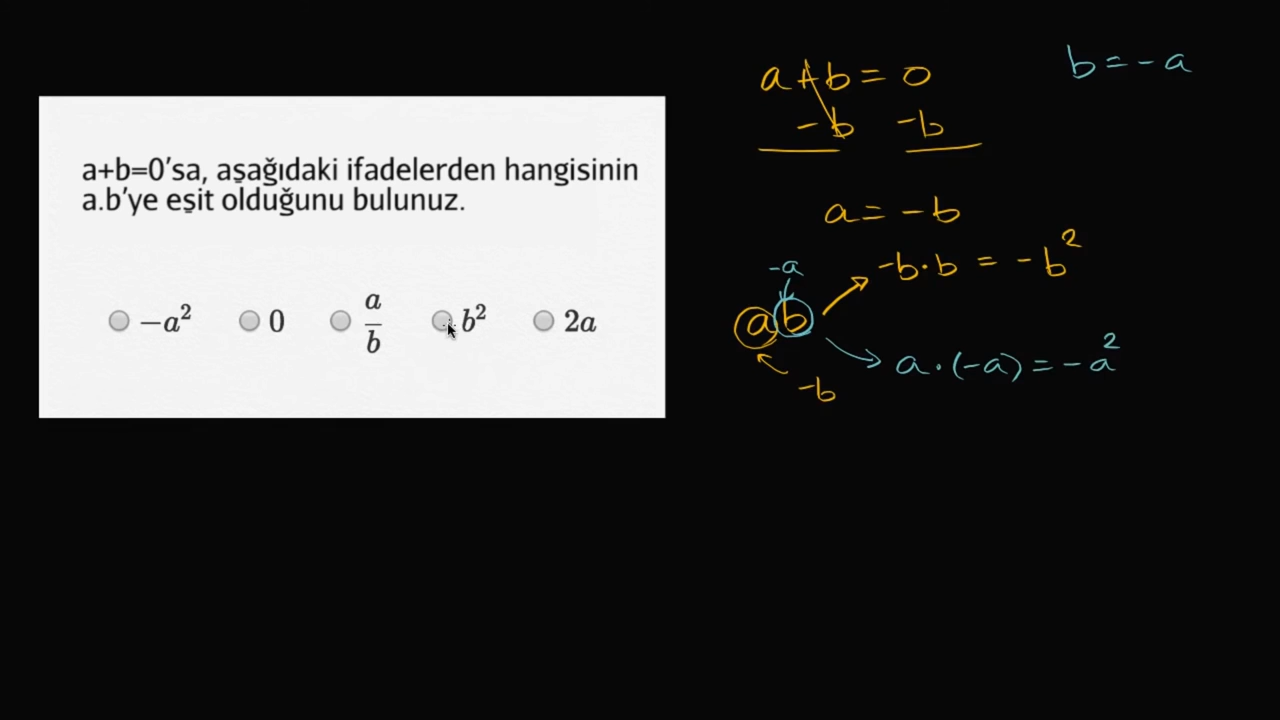 a+b=0'sa, aşağıdaki ifadelerden hangisinin
a.b'ye eşit olduğunu bulunuz.
−a² 0 a/b b² 2a
a+b=0
-b -b
a=-b
b=-a
-a
ab
-b
-b·b = -b²
a·(-a) = -a²